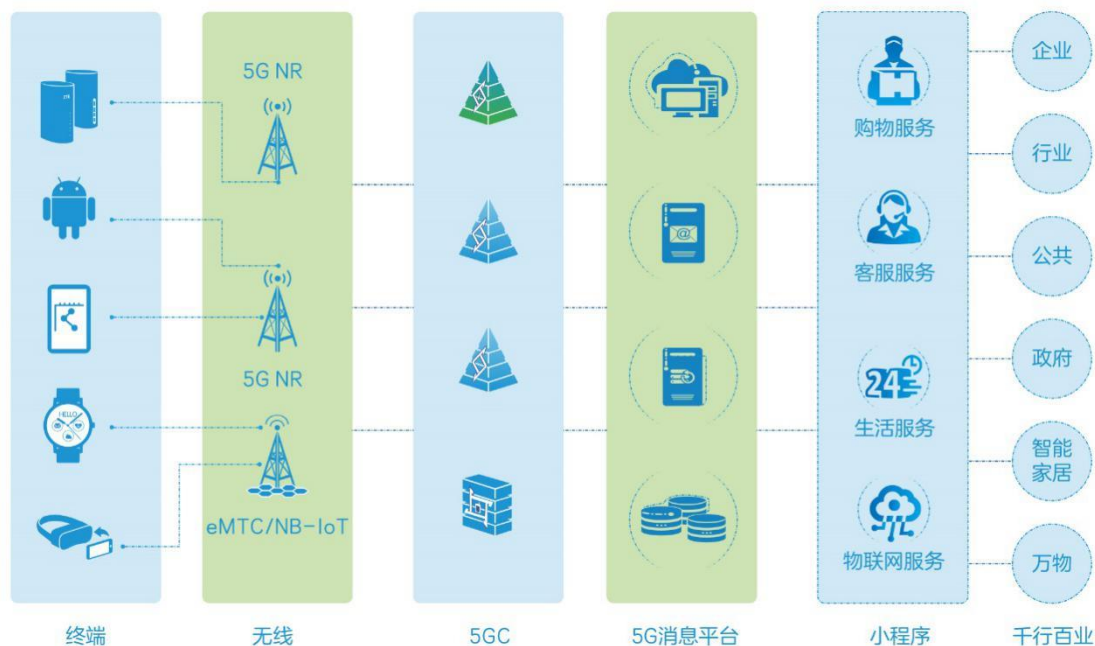 5G NR
5G NR
eMTC/NB-IoT
HELLO
@
购物服务
客服服务
24
生活服务
物联网服务
企业
行业
公共
政府
智能
家居
万物
终端
无线
5GC
5G消息平台
小程序
千行百业